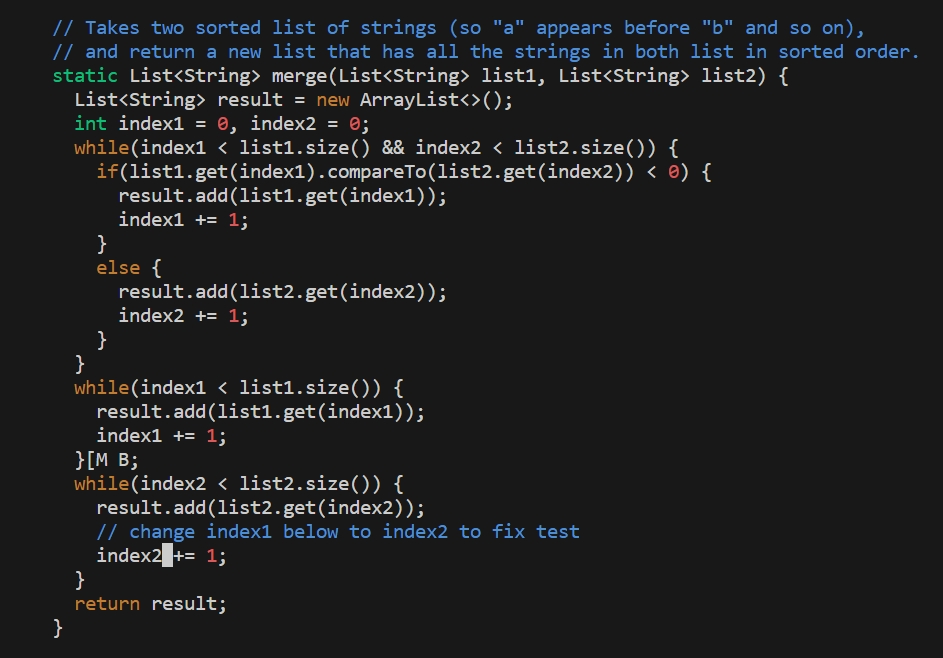 // Takes two sorted list of strings (so "a" appears before "b" and so on),
// and return a new list that has all the strings in both list in sorted order.
static List<String> merge(List<String> list1, List<String> list2) {
  List<String> result = new ArrayList<>();
  int index1 = 0, index2 = 0;
  while(index1 < list1.size() && index2 < list2.size()) {
    if(list1.get(index1).compareTo(list2.get(index2)) < 0) {
      result.add(list1.get(index1));
      index1 += 1;
    }
    else {
      result.add(list2.get(index2));
      index2 += 1;
    }
  }
  while(index1 < list1.size()) {
    result.add(list1.get(index1));
    index1 += 1;
  }[M B;
  while(index2 < list2.size()) {
    result.add(list2.get(index2));
    // change index1 below to index2 to fix test
    index2 += 1;
  }
  return result;
}